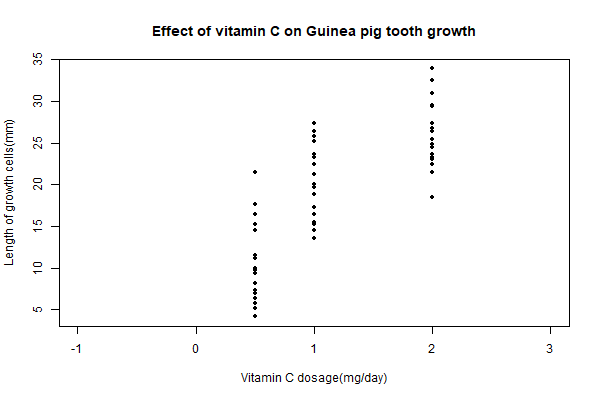 Effect of vitamin C on Guinea pig tooth growth
Length of growth cells(mm)
35
30
25
20
15
10
5
-1 0 1 2 3
Vitamin C dosage(mg/day)